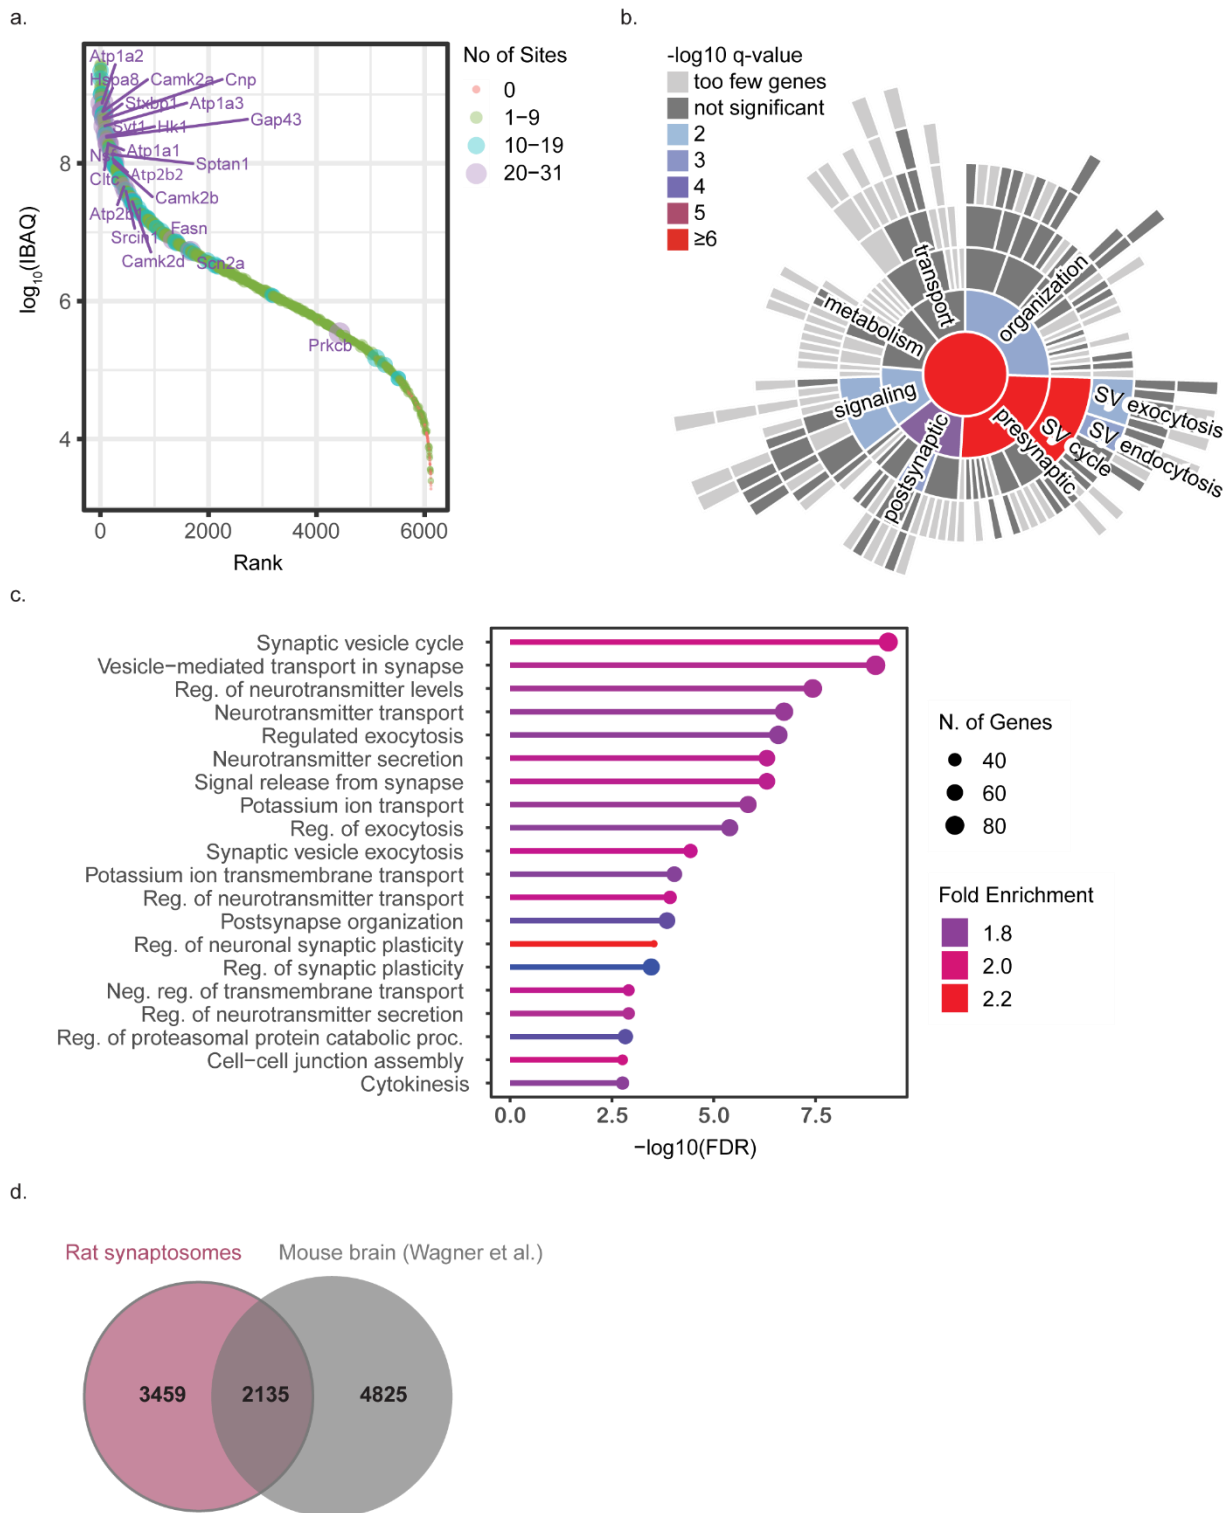 a.
Atp1a2
Hspa8
Camk2a
Cnp
Stxbp1
Atp1a3
Gap43
Syt1
Hk1
Atp1a1
Sptan1
Cltc
Atp2b2
Camk2b
Atp2b1
Fasn
Srcin1
Camk2d
Scn2a
Prkcb
8
6
4
log10(IBAQ)
0
2000
4000
6000
Rank
No of Sites
0
1−9
10−19
20−31
b.
-log10 q-value
too few genes
not significant
2
3
4
5
≥6
transport
organization
metabolism
signaling
postsynaptic
presynaptic
SV cycle
SV exocytosis
SV endocytosis
c.
Synaptic vesicle cycle
Vesicle−mediated transport in synapse
Reg. of neurotransmitter levels
Neurotransmitter transport
Regulated exocytosis
Neurotransmitter secretion
Signal release from synapse
Potassium ion transport
Reg. of exocytosis
Synaptic vesicle exocytosis
Potassium ion transmembrane transport
Reg. of neurotransmitter transport
Postsynapse organization
Reg. of neuronal synaptic plasticity
Reg. of synaptic plasticity
Neg. reg. of transmembrane transport
Reg. of neurotransmitter secretion
Reg. of proteasomal protein catabolic proc.
Cell−cell junction assembly
Cytokinesis
0.0
2.5
5.0
7.5
−log10(FDR)
N. of Genes
40
60
80
Fold Enrichment
1.8
2.0
2.2
d.
Rat synaptosomes
Mouse brain (Wagner et al.)
3459
2135
4825